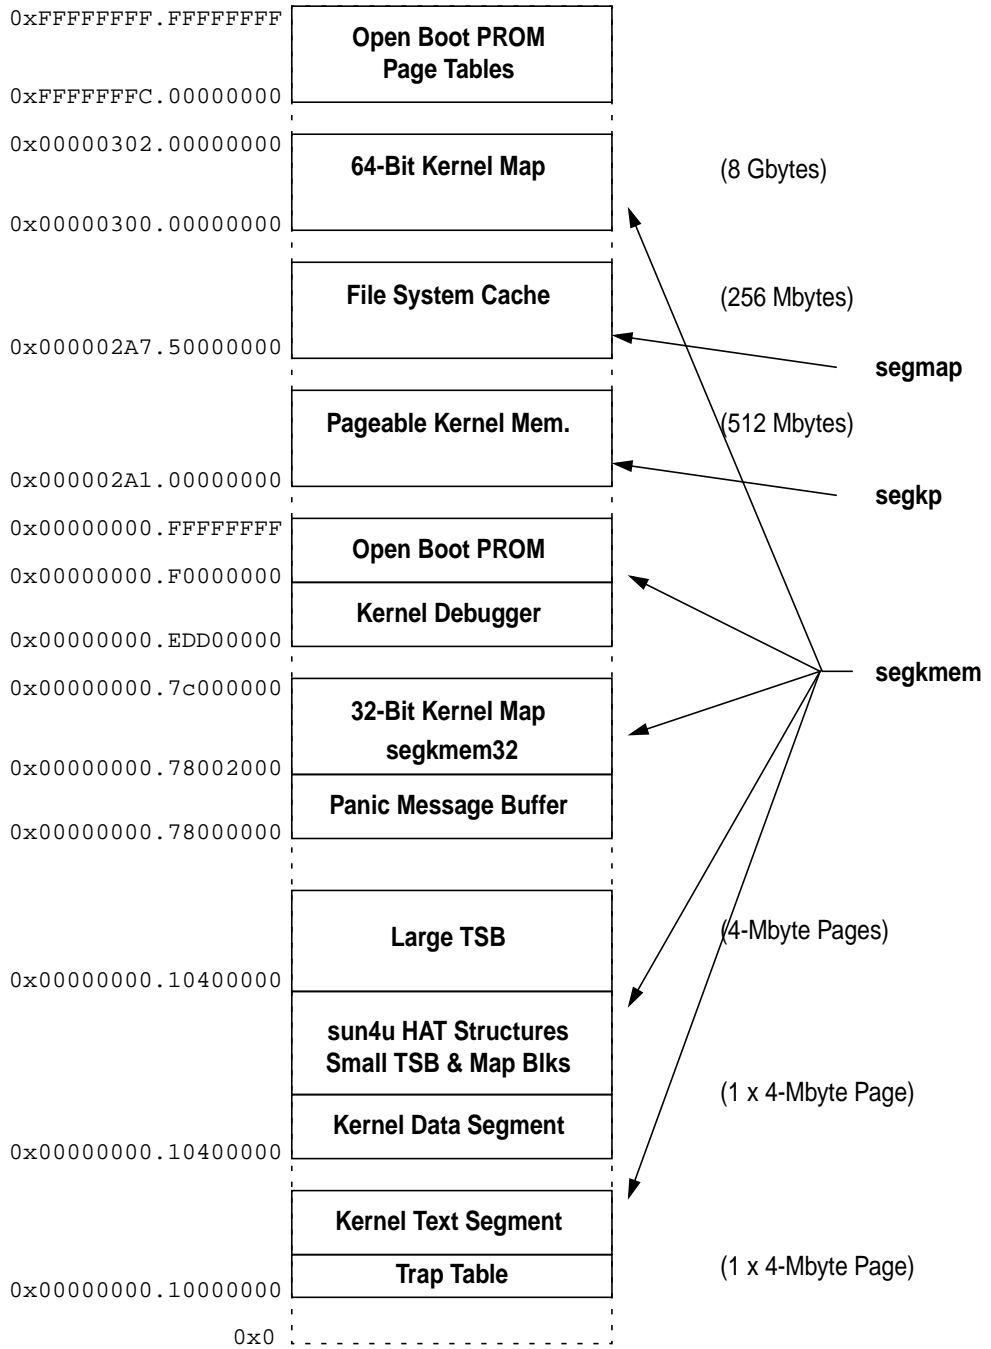 0xFFFFFFFF.FFFFFFFF
Open Boot PROM
Page Tables
0xFFFFFFFC.00000000
0x00000302.00000000
64-Bit Kernel Map
(8 Gbytes)
0x00000300.00000000
File System Cache
(256 Mbytes)
0x000002A7.50000000
segmap
Pageable Kernel Mem.
(512 Mbytes)
0x000002A1.00000000
segkp
0x00000000.FFFFFFFF
Open Boot PROM
0x00000000.F0000000
Kernel Debugger
0x00000000.EDD00000
segkmem
0x00000000.7c000000
32-Bit Kernel Map
segkmem32
0x00000000.78002000
Panic Message Buffer
0x00000000.78000000
Large TSB
(4-Mbyte Pages)
0x00000000.10400000
sun4u HAT Structures
Small TSB & Map Blks
(1 x 4-Mbyte Page)
Kernel Data Segment
0x00000000.10400000
Kernel Text Segment
(1 x 4-Mbyte Page)
Trap Table
0x00000000.10000000
0x0